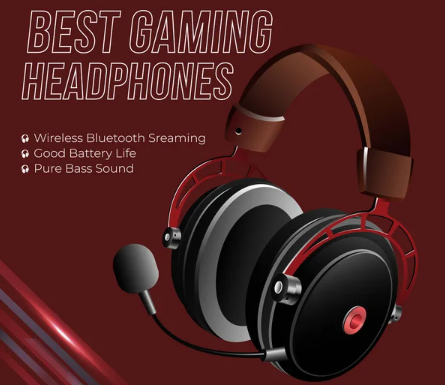 BEST GAMING
HEADPHONES
Wireless Bluetooth Sreaming
Good Battery Life
Pure Bass Sound